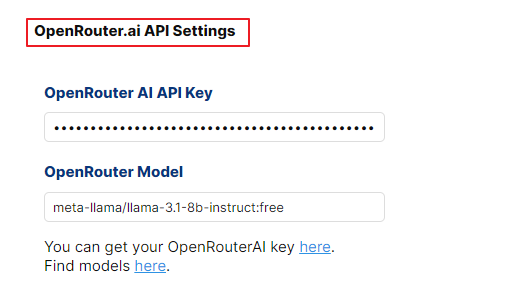 OpenRouter.ai API Settings
OpenRouter AI API Key
••••••••••••••••••••••••••••••••••••••••••••
OpenRouter Model
meta-llama/llama-3.1-8b-instruct:free
You can get your OpenRouterAI key here.
Find models here.